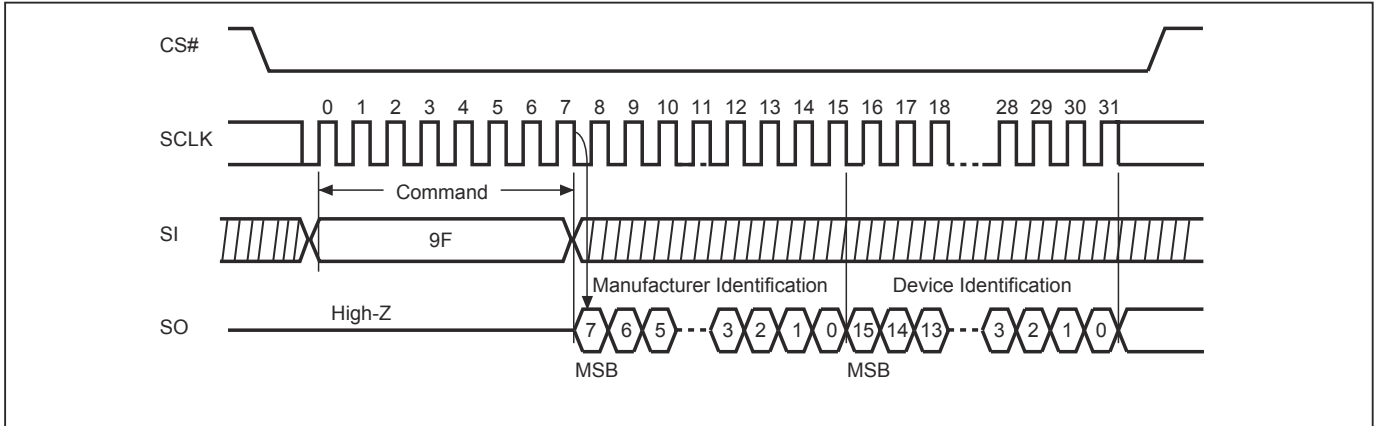 CS#
0 1 2 3 4 5 6 7 8 9 10 11 12 13 14 15 16 17 18 28 29 30 31
SCLK
Command
SI
9F
Manufacturer Identification Device Identification
High-Z
SO
7 6 5 3 2 1 0 15 14 13 3 2 1 0
MSB MSB